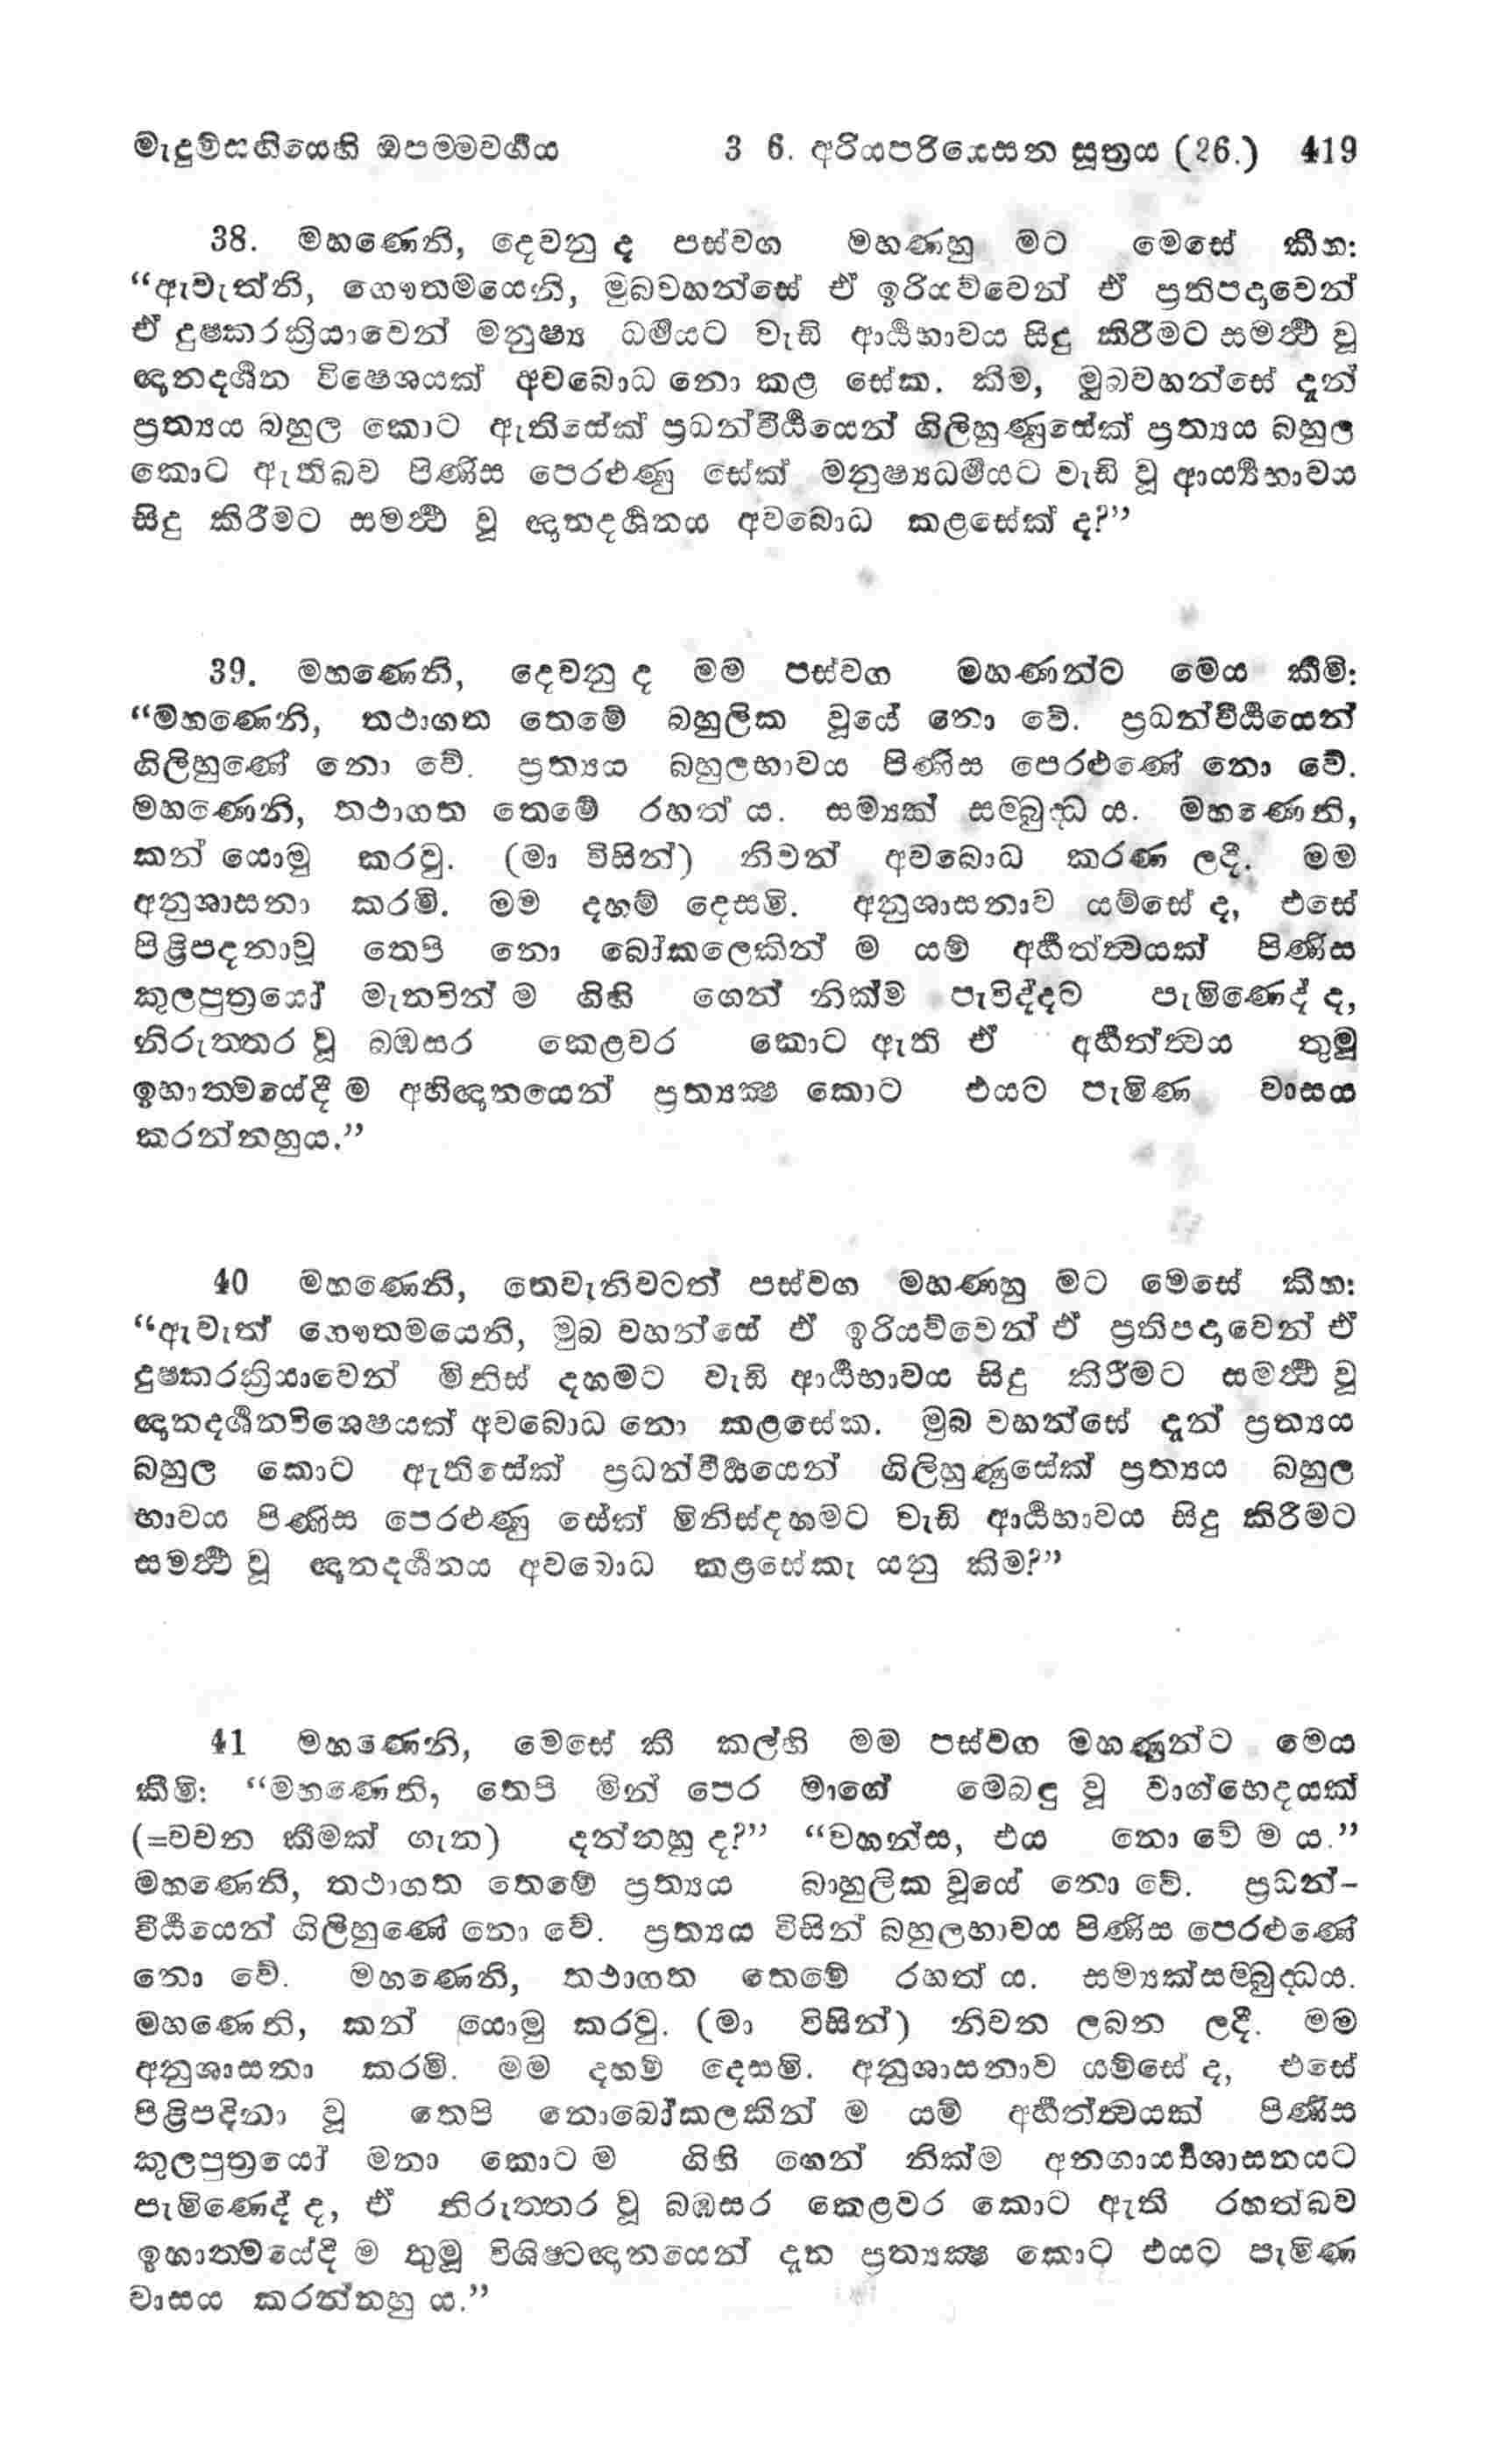 මැදුම්සඟියෙහි ඔපම්මවර්ගය 3 6. අරියපරියෙසන සූත්‍රය (26.) 419
38. මහණෙනි, දෙවනු ද පස්වග මහණහු මට මෙසේ කීහ:
“ඇවැත්නි, ගෞතමයෙනි, මුබවහන්සේ ඒ ඉරියව්වෙන් ඒ ප්‍රතිපදාවෙන්
ඒ දුෂ්කරක්‍රියාවෙන් මනුෂ්‍ය ධර්මයට වැඩි ආර්යභාවය සිදු කිරීමට සමර්ථ වූ
ඥානදර්ශන විෂෙශයක් අවබොධ නො කළ සේක. කිම, මුබවහන්සේ දැන්
ප්‍රත්‍යය බහුල කොට ඇතිසේක් ප්‍රධන්වීර්යයෙන් ගිලිහුණුසේක් ප්‍රත්‍යය බහුල
කොට ඇතිබව පිණිස පෙරළුණු සේක් මනුෂ්‍යධර්මයට වැඩි වූ ආර්‍ය්‍යභාවය
සිදු කිරීමට සමර්ථ වූ ඥානදර්ශනය අවබොධ කළසේක් ද?”
39. මහණෙනි, දෙවනු ද මම පස්වග මහණන්ට මෙය කීමි:
“මහණෙනි, තථාගත තෙමේ බහුලික වූයේ නො වේ. ප්‍රධන්වීර්යයෙන්
ගිලිහුණේ නො වේ. ප්‍රත්‍යය බහුලභාවය පිණිස පෙරළුණේ නො වේ.
මහණෙනි, තථාගත තෙමේ රහත් ය. සම්‍යක් සම්බුද්ධ ය. මහණෙනි,
කන් යොමු කරවු. (මා විසින්) නිවන් අවබොධ කරණ ලදී. මම
අනුශාසනා කරමි. මම දහම් දෙසමි. අනුශාසනාව යම්සේ ද, එසේ
පිළිපදනාවූ තෙපි නො බෝකලෙකින් ම යම් අර්හත්ත්‍වයක් පිණිස
කුලපුත්‍රයෝ මැනවින් ම ගිහි ගෙන් නික්ම පැවිද්දට පැමිණෙද් ද,
නිරුත්තර වූ බඹසර කෙළවර කොට ඇති ඒ අර්හත්ත්‍වය තුමූ
ඉහාත්මයේදී ම අභිඥානයෙන් ප්‍රත්‍යක්‍ෂ කොට එයට පැමිණ වාසය
කරන්නහුය.”
40 මහණෙනි, තෙවැනිවටත් පස්වග මහණහු මට මෙසේ කීහ:
“ඇවැත් ගෞතමයෙනි, මුබ වහන්සේ ඒ ඉරියව්වෙන් ඒ ප්‍රතිපදාවෙන් ඒ
දුෂ්කරක්‍රියාවෙන් මිනිස් දහමට වැඩි ආර්යභාවය සිදු කිරීමට සමර්ථ වූ
ඥානදර්ශනවිශෙෂයක් අවබොධ නො කළසේක. මුබ වහන්සේ දැන් ප්‍රත්‍යය
බහුල කොට ඇතිසේක් ප්‍රධන්වීර්යයෙන් ගිලිහුණුසේක් ප්‍රත්‍යය බහුල
භාවය පිණිස පෙරළුණු සේක් මිනිස්දහමට වැඩි ආර්යභාවය සිදු කිරීමට
සමර්ථ වූ ඥානදර්ශනය අවබොධ කළසේකැ යනු කිම?”
41 මහණෙනි, මෙසේ කී කල්හි මම පස්වග මහණුන්ට මෙය
කීමි: “මහණෙනි, තෙපි මින් පෙර මාගේ මෙබඳු වූ වාග්භෙදයක්
(=වචන කීමක් ගැන) දන්නහු ද?” “වහන්ස, එය නො වේ ම ය.”
මහණෙනි, තථාගත තෙමේ ප්‍රත්‍යය බාහුලික වූයේ නො වේ. ප්‍රධන්-
වීර්යයෙන් ගිලිහුණේ නො වේ. ප්‍රත්‍යය විසින් බහුලභාවය පිණිස පෙරළුණේ
නො වේ. මහණෙනි, තථාගත තෙමේ රහත් ය. සම්‍යක්සම්බුද්ධය.
මහණෙනි, කන් යොමු කරවු. (මා විසින්) නිවන ලබන ලදී. මම
අනුශාසනා කරමි. මම දහම් දෙසමි. අනුශාසනාව යම්සේ ද, එසේ
පිළිපදිනා වූ තෙපි නොබෝකලකින් ම යම් අර්හත්ත්‍වයක් පිණිස
කුලපුත්‍රයෝ මනා කොට ම ගිහි ගෙන් නික්ම අනගාර්‍ය්‍යශාසනයට
පැමිණෙද් ද, ඒ නිරුත්තර වූ බඹසර කෙළවර කොට ඇති රහත්බව
ඉහාත්මයේදී ම තුමූ විශිෂ්ටඥානයෙන් දැන ප්‍රත්‍යක්‍ෂ කොට එයට පැමිණ
වාසය කරන්නහු ය.”